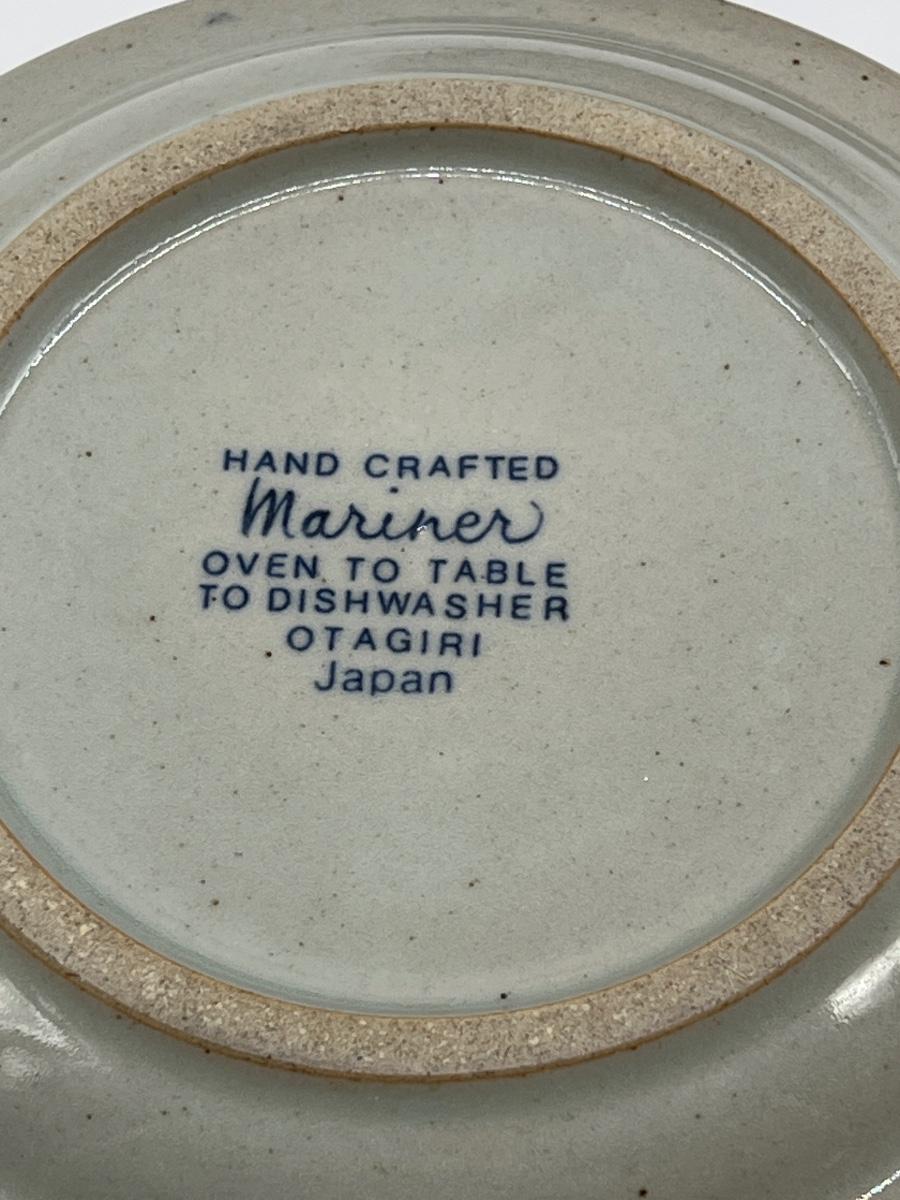 HAND CRAFTED
Mariner
OVEN TO TABLE
TO DISHWASHER
OTAGIRI
Japan